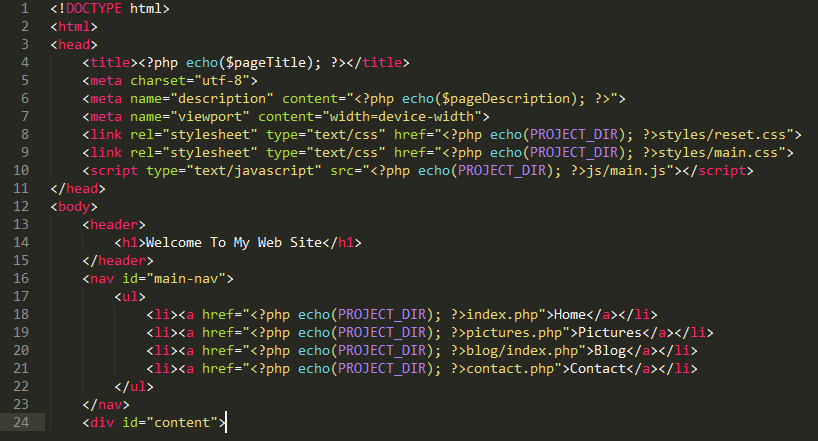 1 <!DOCTYPE html>
2 <html>
3 <head>
4     <title><?php echo($pageTitle); ?></title>
5     <meta charset="utf-8">
6     <meta name="description" content="<?php echo($pageDescription); ?>">
7     <meta name="viewport" content="width=device-width">
8     <link rel="stylesheet" type="text/css" href="<?php echo(PROJECT_DIR); ?>styles/reset.css">
9     <link rel="stylesheet" type="text/css" href="<?php echo(PROJECT_DIR); ?>styles/main.css">
10     <script type="text/javascript" src="<?php echo(PROJECT_DIR); ?>js/main.js"></script>
11 </head>
12 <body>
13     <header>
14         <h1>Welcome To My Web Site</h1>
15     </header>
16     <nav id="main-nav">
17         <ul>
18             <li><a href="<?php echo(PROJECT_DIR); ?>index.php">Home</a></li>
19             <li><a href="<?php echo(PROJECT_DIR); ?>pictures.php">Pictures</a></li>
20             <li><a href="<?php echo(PROJECT_DIR); ?>blog/index.php">Blog</a></li>
21             <li><a href="<?php echo(PROJECT_DIR); ?>contact.php">Contact</a></li>
22         </ul>
23     </nav>
24     <div id="content">